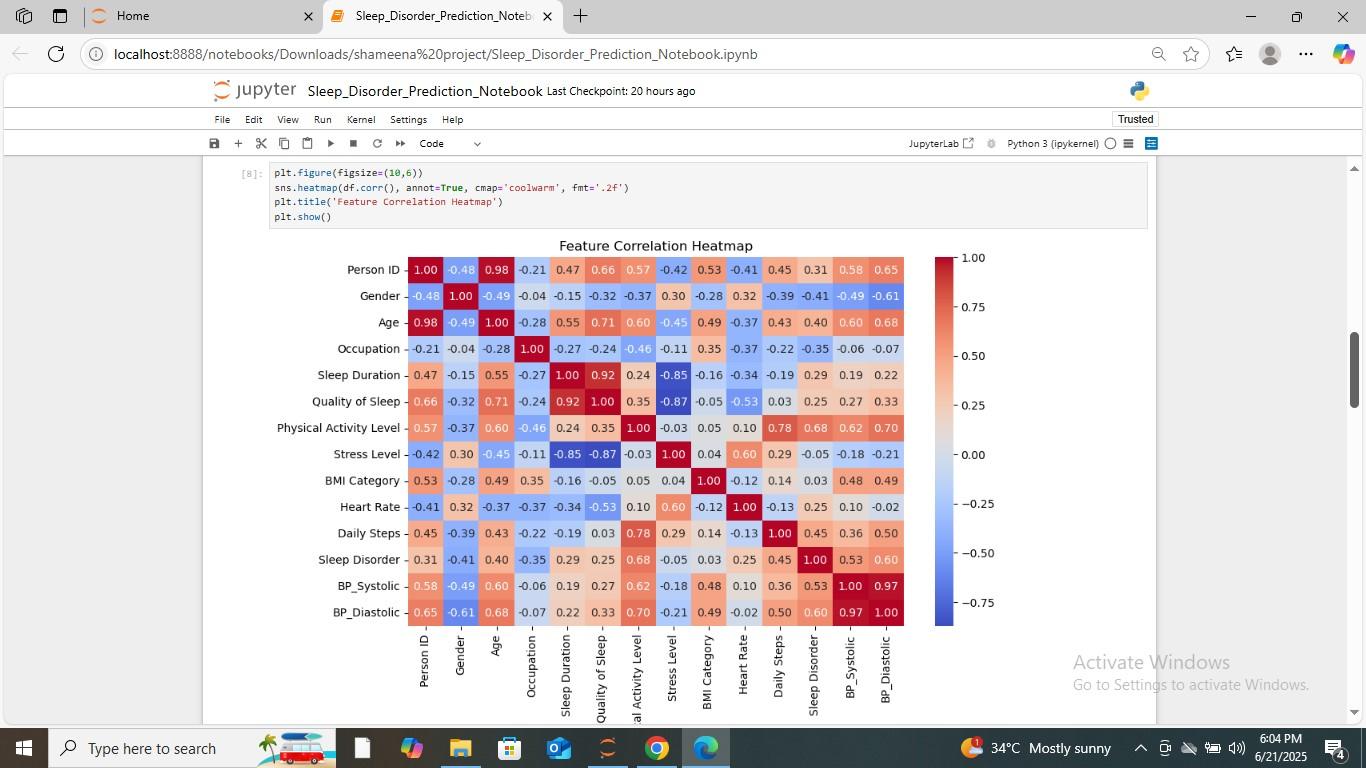 Home
Sleep_Disorder_Prediction_Noteb
localhost:8888/notebooks/Downloads/shameena%20project/Sleep_Disorder_Prediction_Notebook.ipynb
jupyter Sleep_Disorder_Prediction_Notebook Last Checkpoint: 20 hours ago
File Edit View Run Kernel Settings Help
Trusted
Code
JupyterLab
Python 3 (ipykernel)
[8]:
plt.figure(figsize=(10,6))
sns.heatmap(df.corr(), annot=True, cmap='coolwarm', fmt='.2f')
plt.title('Feature Correlation Heatmap')
plt.show()
Feature Correlation Heatmap
Person ID 1.00 -0.48 0.98 -0.21 0.47 0.66 0.57 -0.42 0.53 -0.41 0.45 0.31 0.58 0.65
Gender -0.48 1.00 -0.49 -0.04 -0.15 -0.32 -0.37 0.30 -0.28 0.32 -0.39 -0.41 -0.49 -0.61
Age 0.98 -0.49 1.00 -0.28 0.55 0.71 0.60 -0.45 0.49 -0.37 0.43 0.40 0.60 0.68
Occupation -0.21 -0.04 -0.28 1.00 -0.27 -0.24 -0.46 -0.11 0.35 -0.37 -0.22 -0.35 -0.06 -0.07
Sleep Duration 0.47 -0.15 0.55 -0.27 1.00 0.92 0.24 -0.85 -0.16 -0.34 -0.19 0.29 0.19 0.22
Quality of Sleep 0.66 -0.32 0.71 -0.24 0.92 1.00 0.35 -0.87 -0.05 -0.53 0.03 0.25 0.27 0.33
Physical Activity Level 0.57 -0.37 0.60 -0.46 0.24 0.35 1.00 -0.03 0.05 0.10 0.78 0.68 0.62 0.70
Stress Level -0.42 0.30 -0.45 -0.11 -0.85 -0.87 -0.03 1.00 0.04 0.60 0.29 -0.05 -0.18 -0.21
BMI Category 0.53 -0.28 0.49 0.35 -0.16 -0.05 0.05 0.04 1.00 -0.12 0.14 0.03 0.48 0.49
Heart Rate -0.41 0.32 -0.37 -0.37 -0.34 -0.53 0.10 0.60 -0.12 1.00 -0.13 0.25 0.10 -0.02
Daily Steps 0.45 -0.39 0.43 -0.22 -0.19 0.03 0.78 0.29 0.14 -0.13 1.00 0.45 0.36 0.50
Sleep Disorder 0.31 -0.41 0.40 -0.35 0.29 0.25 0.68 -0.05 0.03 0.25 0.45 1.00 0.53 0.60
BP_Systolic 0.58 -0.49 0.60 -0.06 0.19 0.27 0.62 -0.18 0.48 0.10 0.36 0.53 1.00 0.97
BP_Diastolic 0.65 -0.61 0.68 -0.07 0.22 0.33 0.70 -0.21 0.49 -0.02 0.50 0.60 0.97 1.00
Person ID
Gender
Age
Occupation
Sleep Duration
Quality of Sleep
al Activity Level
Stress Level
BMI Category
Heart Rate
Daily Steps
Sleep Disorder
BP_Systolic
BP_Diastolic
1.00
0.75
0.50
0.25
0.00
−0.25
−0.50
−0.75
Activate Windows
Go to Settings to activate Windows.
Type here to search
1
34°C Mostly sunny
6:04 PM
6/21/2025
4